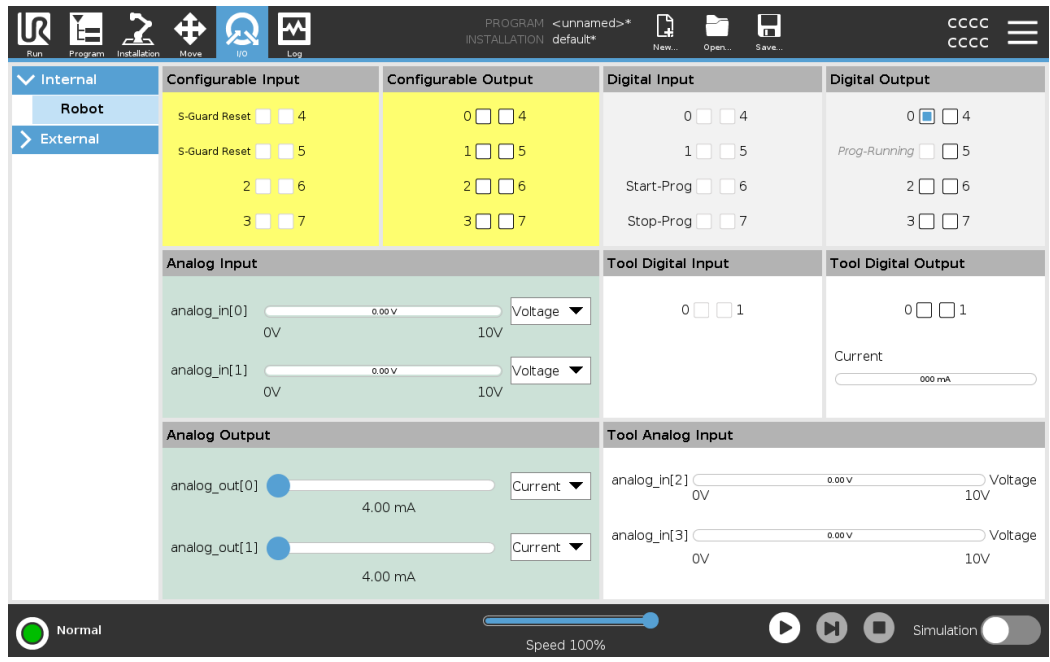 PROGRAM <unnamed>*
INSTALLATION default*
CCCC
CCCC
Run Program Installation Move I/O Log
New... Open... Save...
Internal
Robot
External
Configurable Input
S-Guard Reset 4
S-Guard Reset 5
2 6
3 7
Configurable Output
0 4
1 5
2 6
3 7
Digital Input
0 4
1 5
Start-Prog 6
Stop-Prog 7
Digital Output
0 4
Prog-Running 5
2 6
3 7
Analog Input
analog_in[0] 0.00 V Voltage
0V 10V
analog_in[1] 0.00 V Voltage
0V 10V
Tool Digital Input
0 1
Tool Digital Output
0 1
Current
000 mA
Analog Output
analog_out[0] Current
4.00 mA
analog_out[1] Current
4.00 mA
Tool Analog Input
analog_in[2] 0.00 V Voltage
0V 10V
analog_in[3] 0.00 V Voltage
0V 10V
Normal
Speed 100%
Simulation